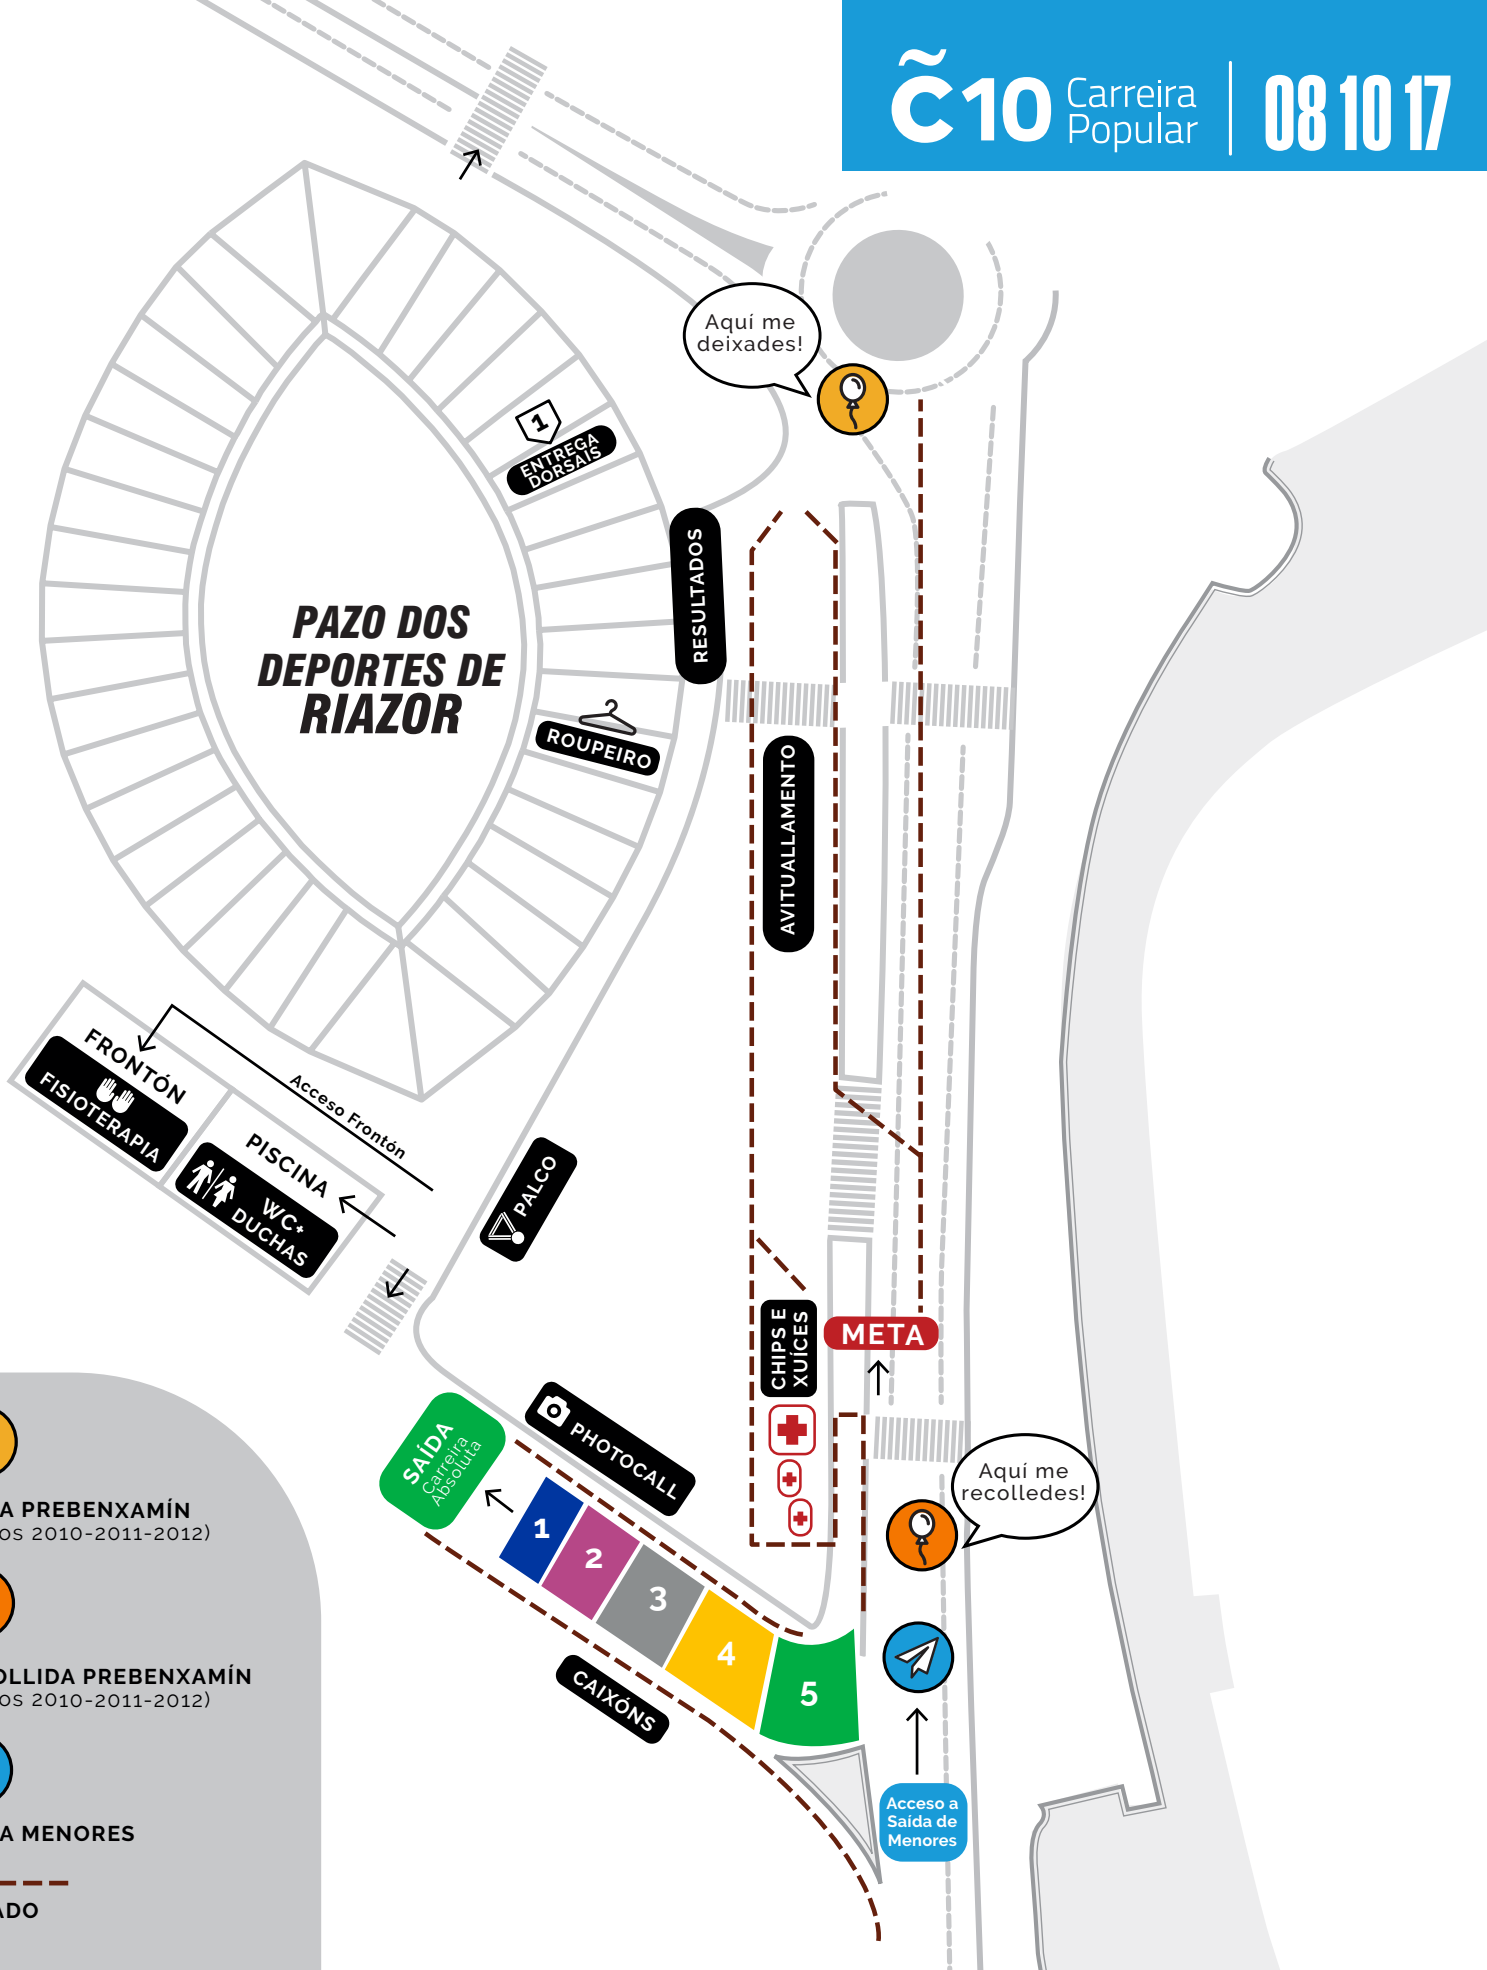 C̃10 Carreira
Popular
08 10 17
Aquí me
deixades!
1
ENTREGA
DORSAIS
RESULTADOS
PAZO DOS
DEPORTES DE
RIAZOR
ROUPEIRO
AVITUALLAMENTO
FRONTÓN
FISIOTERAPIA
Acceso Frontón
PISCINA
WC+
DUCHAS
PALCO
CHIPS E
XUÍCES
META
SAÍDA
Carreira
Absoluta
PHOTOCALL
Aquí me
recolledes!
1
2
3
4
5
CAIXÓNS
Acceso a
Saída de
Menores
A PREBENXAMÍN
os 2010-2011-2012)
OLLIDA PREBENXAMÍN
os 2010-2011-2012)
A MENORES
ADO